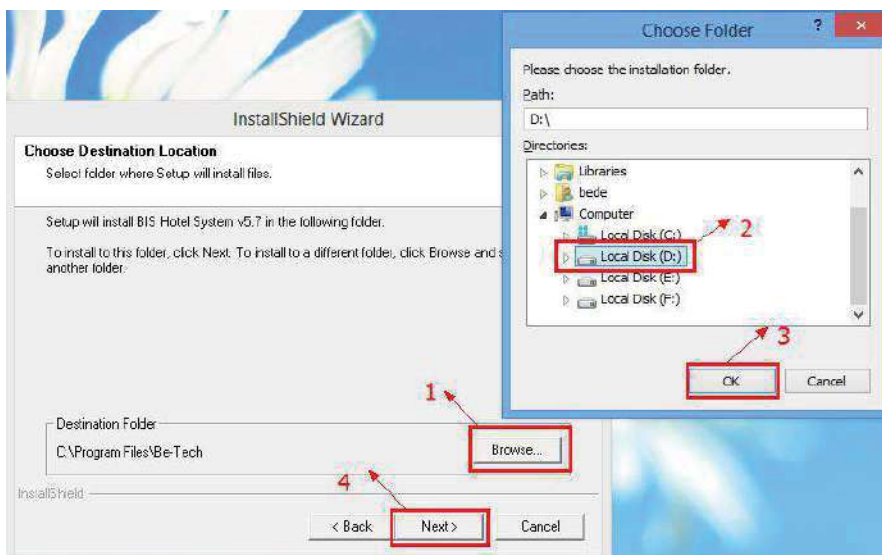 InstallShield Wizard
Choose Destination Location
Select folder where Setup will install files.
Setup will install BIS Hotel System v5.7 in the following folder.
To install to this folder, click Next. To install to a different folder, click Browse and
another folder.
1
Destination Folder
C:\Program Files\Be-Tech
Browse...
4
InstallShield
< Back
Next >
Cancel
Choose Folder
?
×
Please choose the installation folder.
Path:
D:\
Directories:
Libraries
bede
Computer
Local Disk (C:)
2
Local Disk (D:)
Local Disk (E:)
Local Disk (F:)
3
OK
Cancel